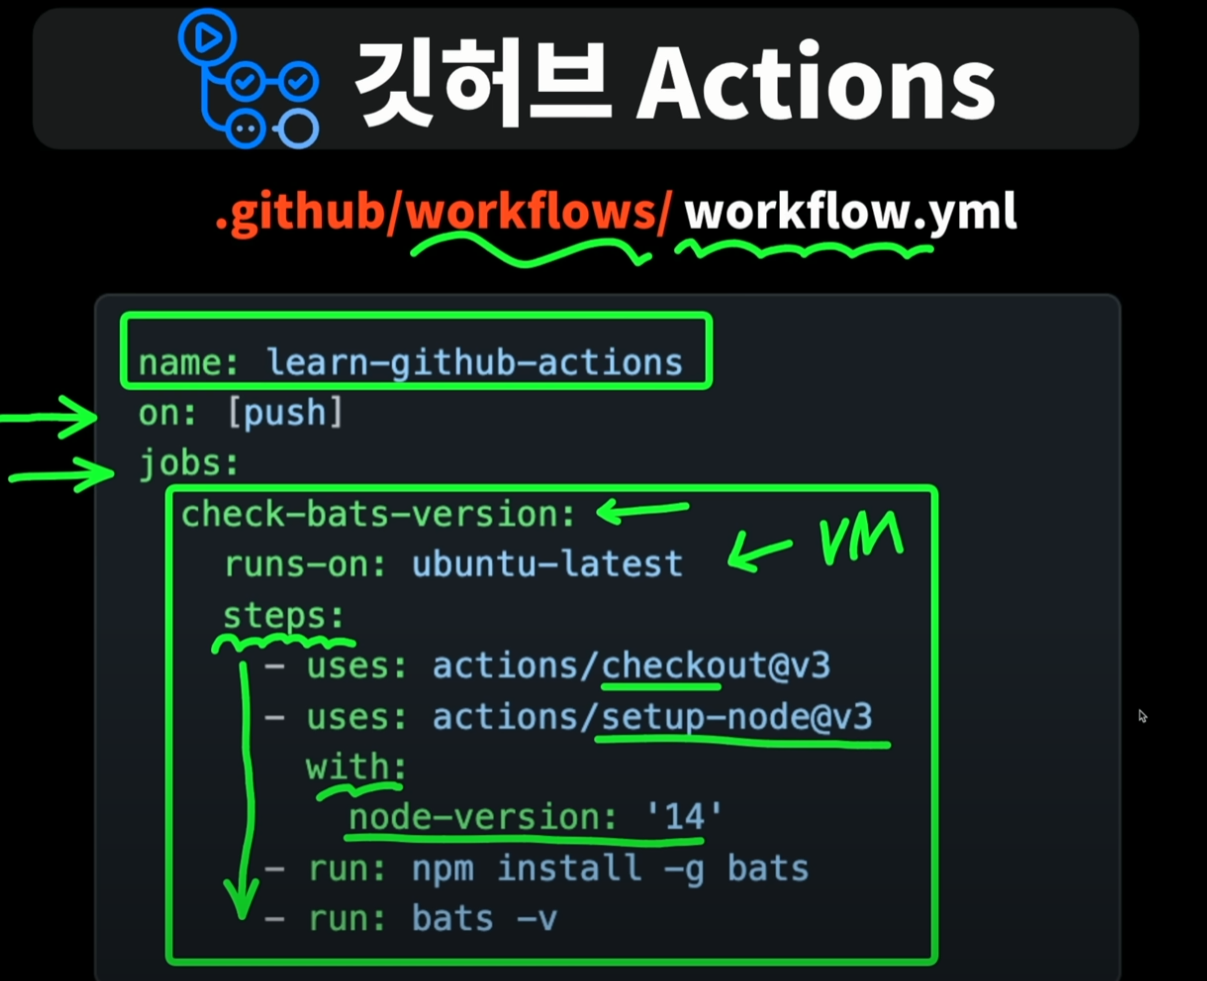 깃허브 Actions
.github/workflows/ workflow.yml
name: learn-github-actions
on: [push]
jobs:
check-bats-version:
runs-on: ubuntu-latest
VM
steps:
- uses: actions/checkout@v3
- uses: actions/setup-node@v3
with:
node-version: '14'
- run: npm install -g bats
- run: bats -v